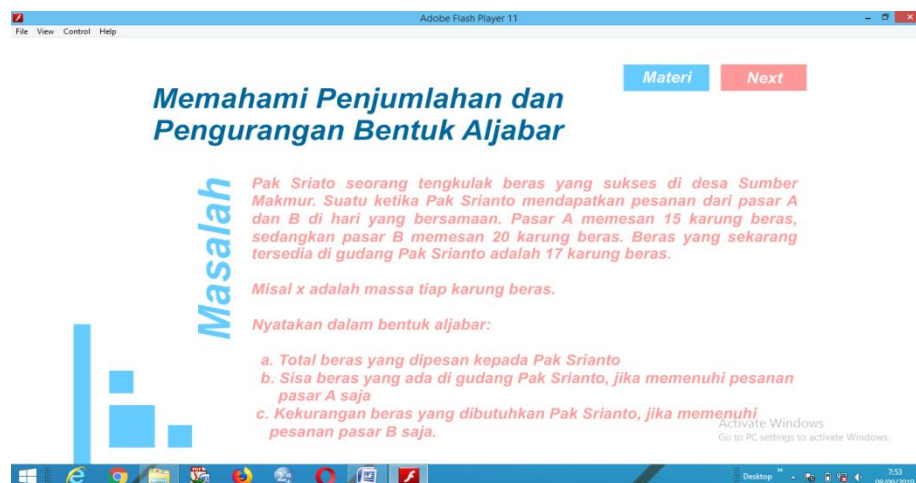 Adobe Flash Player 11
File View Control Help
Materi
Next
Memahami Penjumlahan dan
Pengurangan Bentuk Aljabar
Masalah
Pak Sriato seorang tengkulak beras yang sukses di desa Sumber
Makmur. Suatu ketika Pak Srianto mendapatkan pesanan dari pasar A
dan B di hari yang bersamaan. Pasar A memesan 15 karung beras,
sedangkan pasar B memesan 20 karung beras. Beras yang sekarang
tersedia di gudang Pak Srianto adalah 17 karung beras.
Misal x adalah massa tiap karung beras.
Nyatakan dalam bentuk aljabar:
a. Total beras yang dipesan kepada Pak Srianto
b. Sisa beras yang ada di gudang Pak Srianto, jika memenuhi pesanan
pasar A saja
c. Kekurangan beras yang dibutuhkan Pak Srianto, jika memenuhi
pesanan pasar B saja.
Activate Windows
Go to PC settings to activate Windows.
Desktop
7:53
08/09/2019